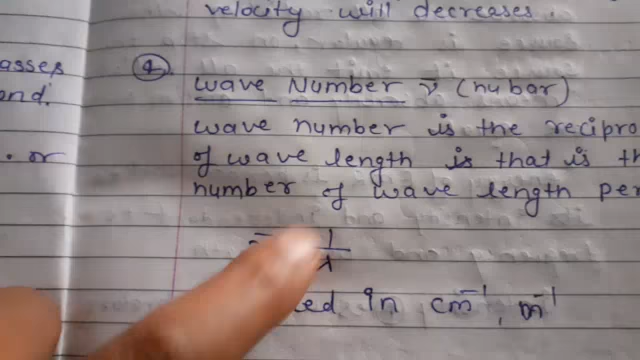 velocity will decreases.
asses
end.
. or
4.
wave Number ν̄ (nubar)
wave number is the recipro
of wave length is that is th
number of wave length per
1
λ
ed in cm⁻¹, m⁻¹